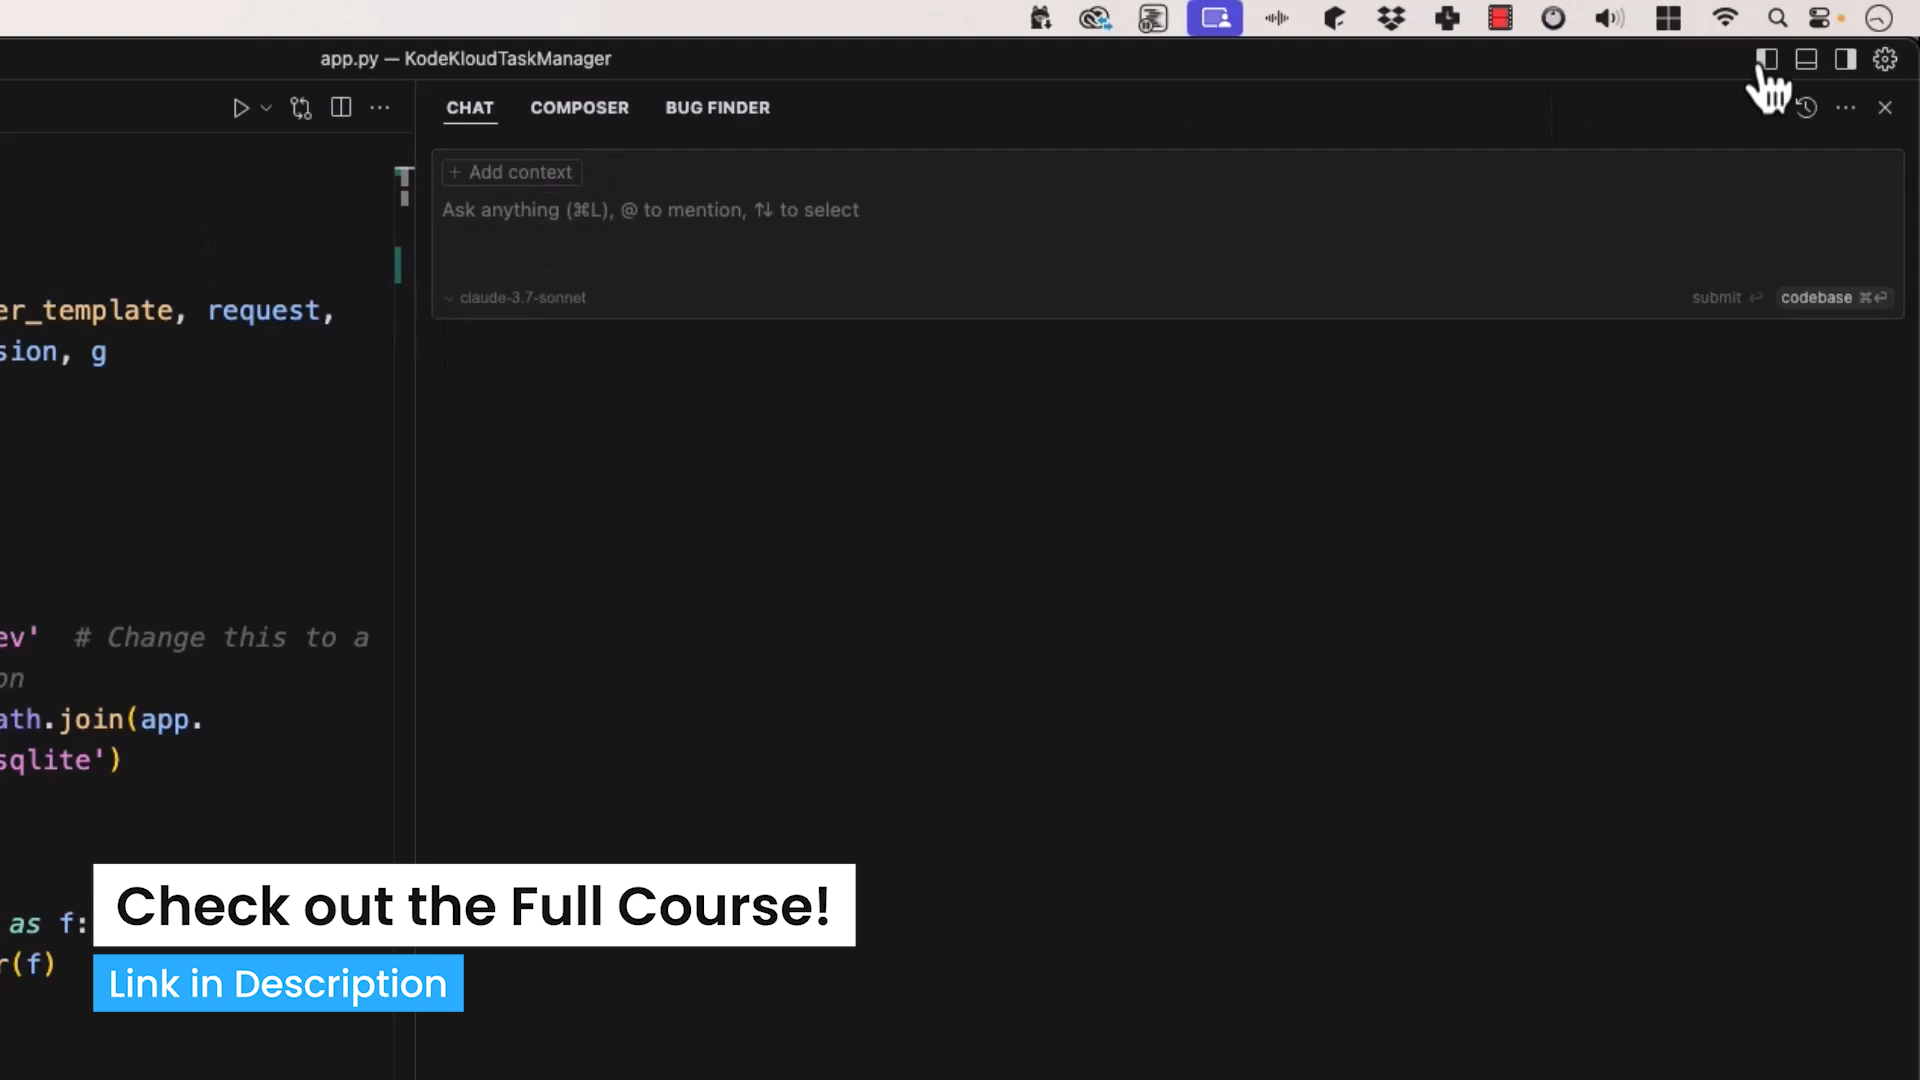 app.py — KodeKloudTaskManager
CHAT COMPOSER BUG FINDER
+ Add context
Ask anything (⌘L), @ to mention, ↑↓ to select
claude-3.7-sonnet
submit ⏎ codebase ⌘⏎
er_template, request,
sion, g
ev' # Change this to a
on
ath.join(app.
sqlite')
as f:
r(f)
Check out the Full Course!
Link in Description